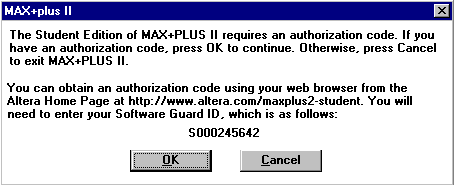 MAX+plus II
The Student Edition of MAX+PLUS II requires an authorization code. If you
have an authorization code, press OK to continue. Otherwise, press Cancel
to exit MAX+PLUS II.
You can obtain an authorization code using your web browser from the
Altera Home Page at http://www.altera.com/maxplus2-student. You will
need to enter your Software Guard ID, which is as follows:
S000245642
OK Cancel